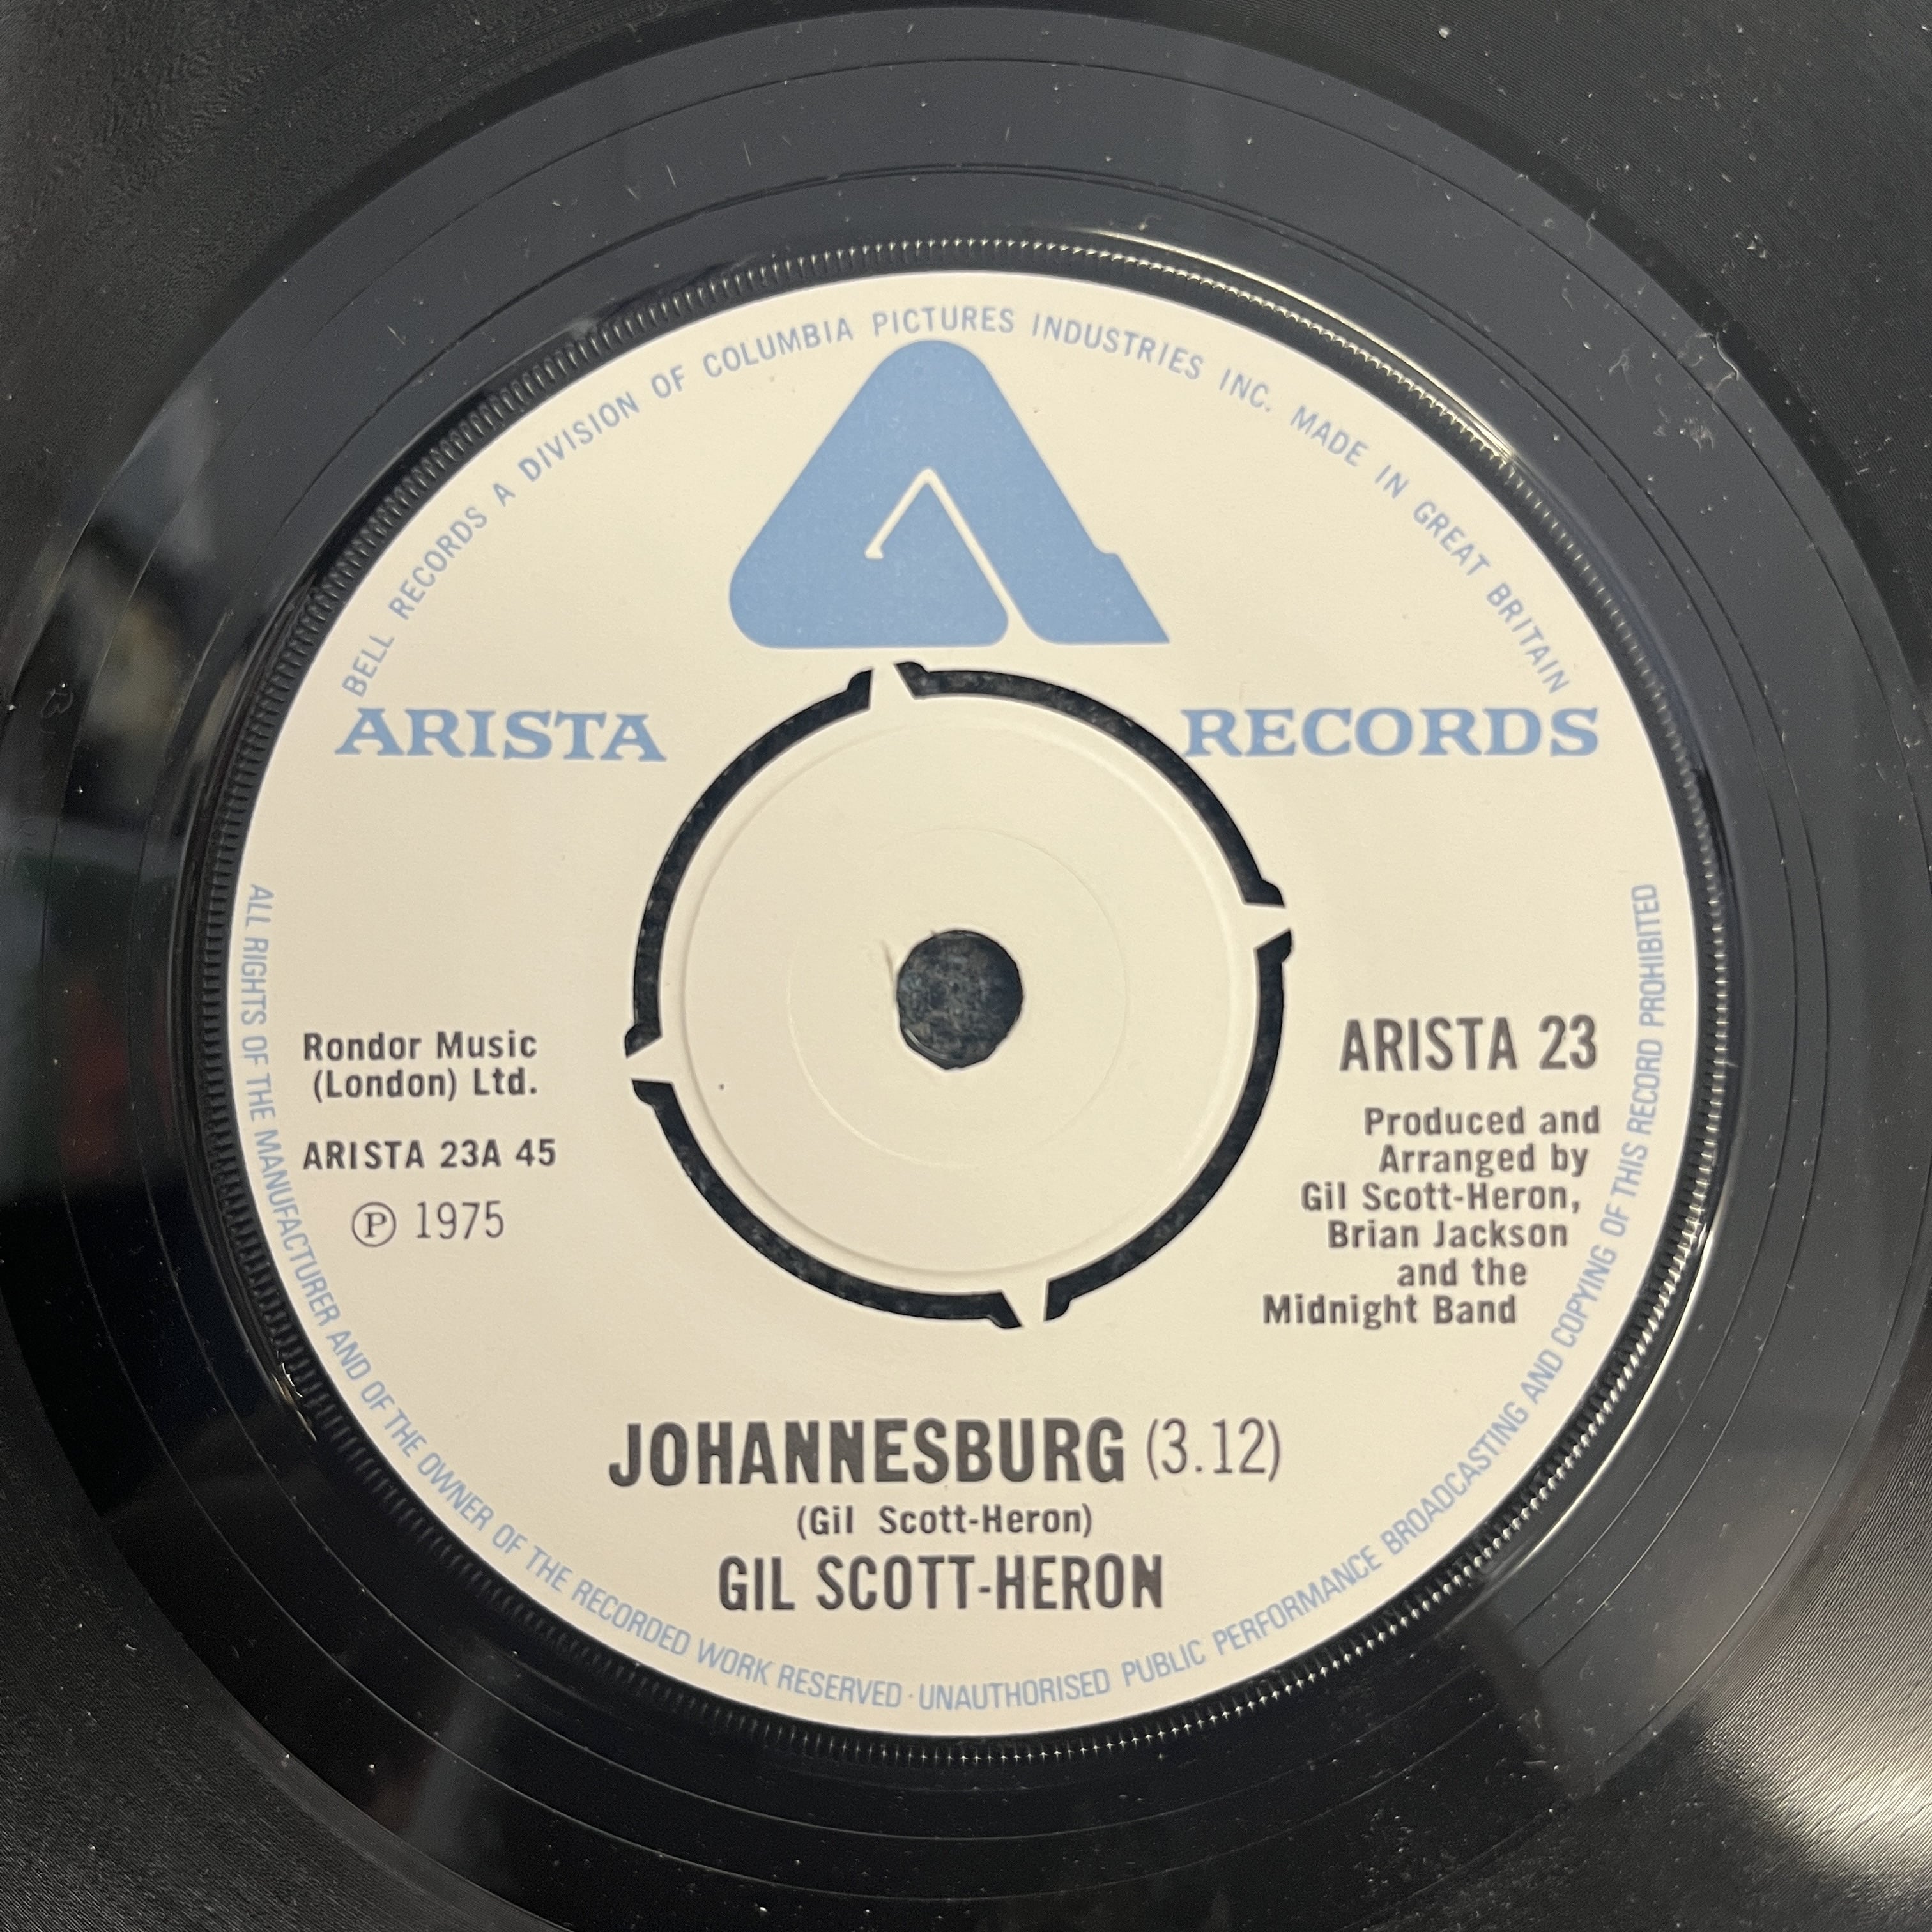 BELL RECORDS A DIVISION OF COLUMBIA PICTURES INDUSTRIES INC. MADE IN GREAT BRITAIN
ARISTA RECORDS
Rondor Music
(London) Ltd.
ARISTA 23A 45
Ⓟ 1975
ARISTA 23
Produced and
Arranged by
Gil Scott-Heron,
Brian Jackson
and the
Midnight Band
JOHANNESBURG (3.12)
(Gil Scott-Heron)
GIL SCOTT-HERON
ALL RIGHTS OF THE MANUFACTURER AND OF THE OWNER OF THE RECORDED WORK RESERVED · UNAUTHORISED PUBLIC PERFORMANCE BROADCASTING AND COPYING OF THIS RECORD PROHIBITED